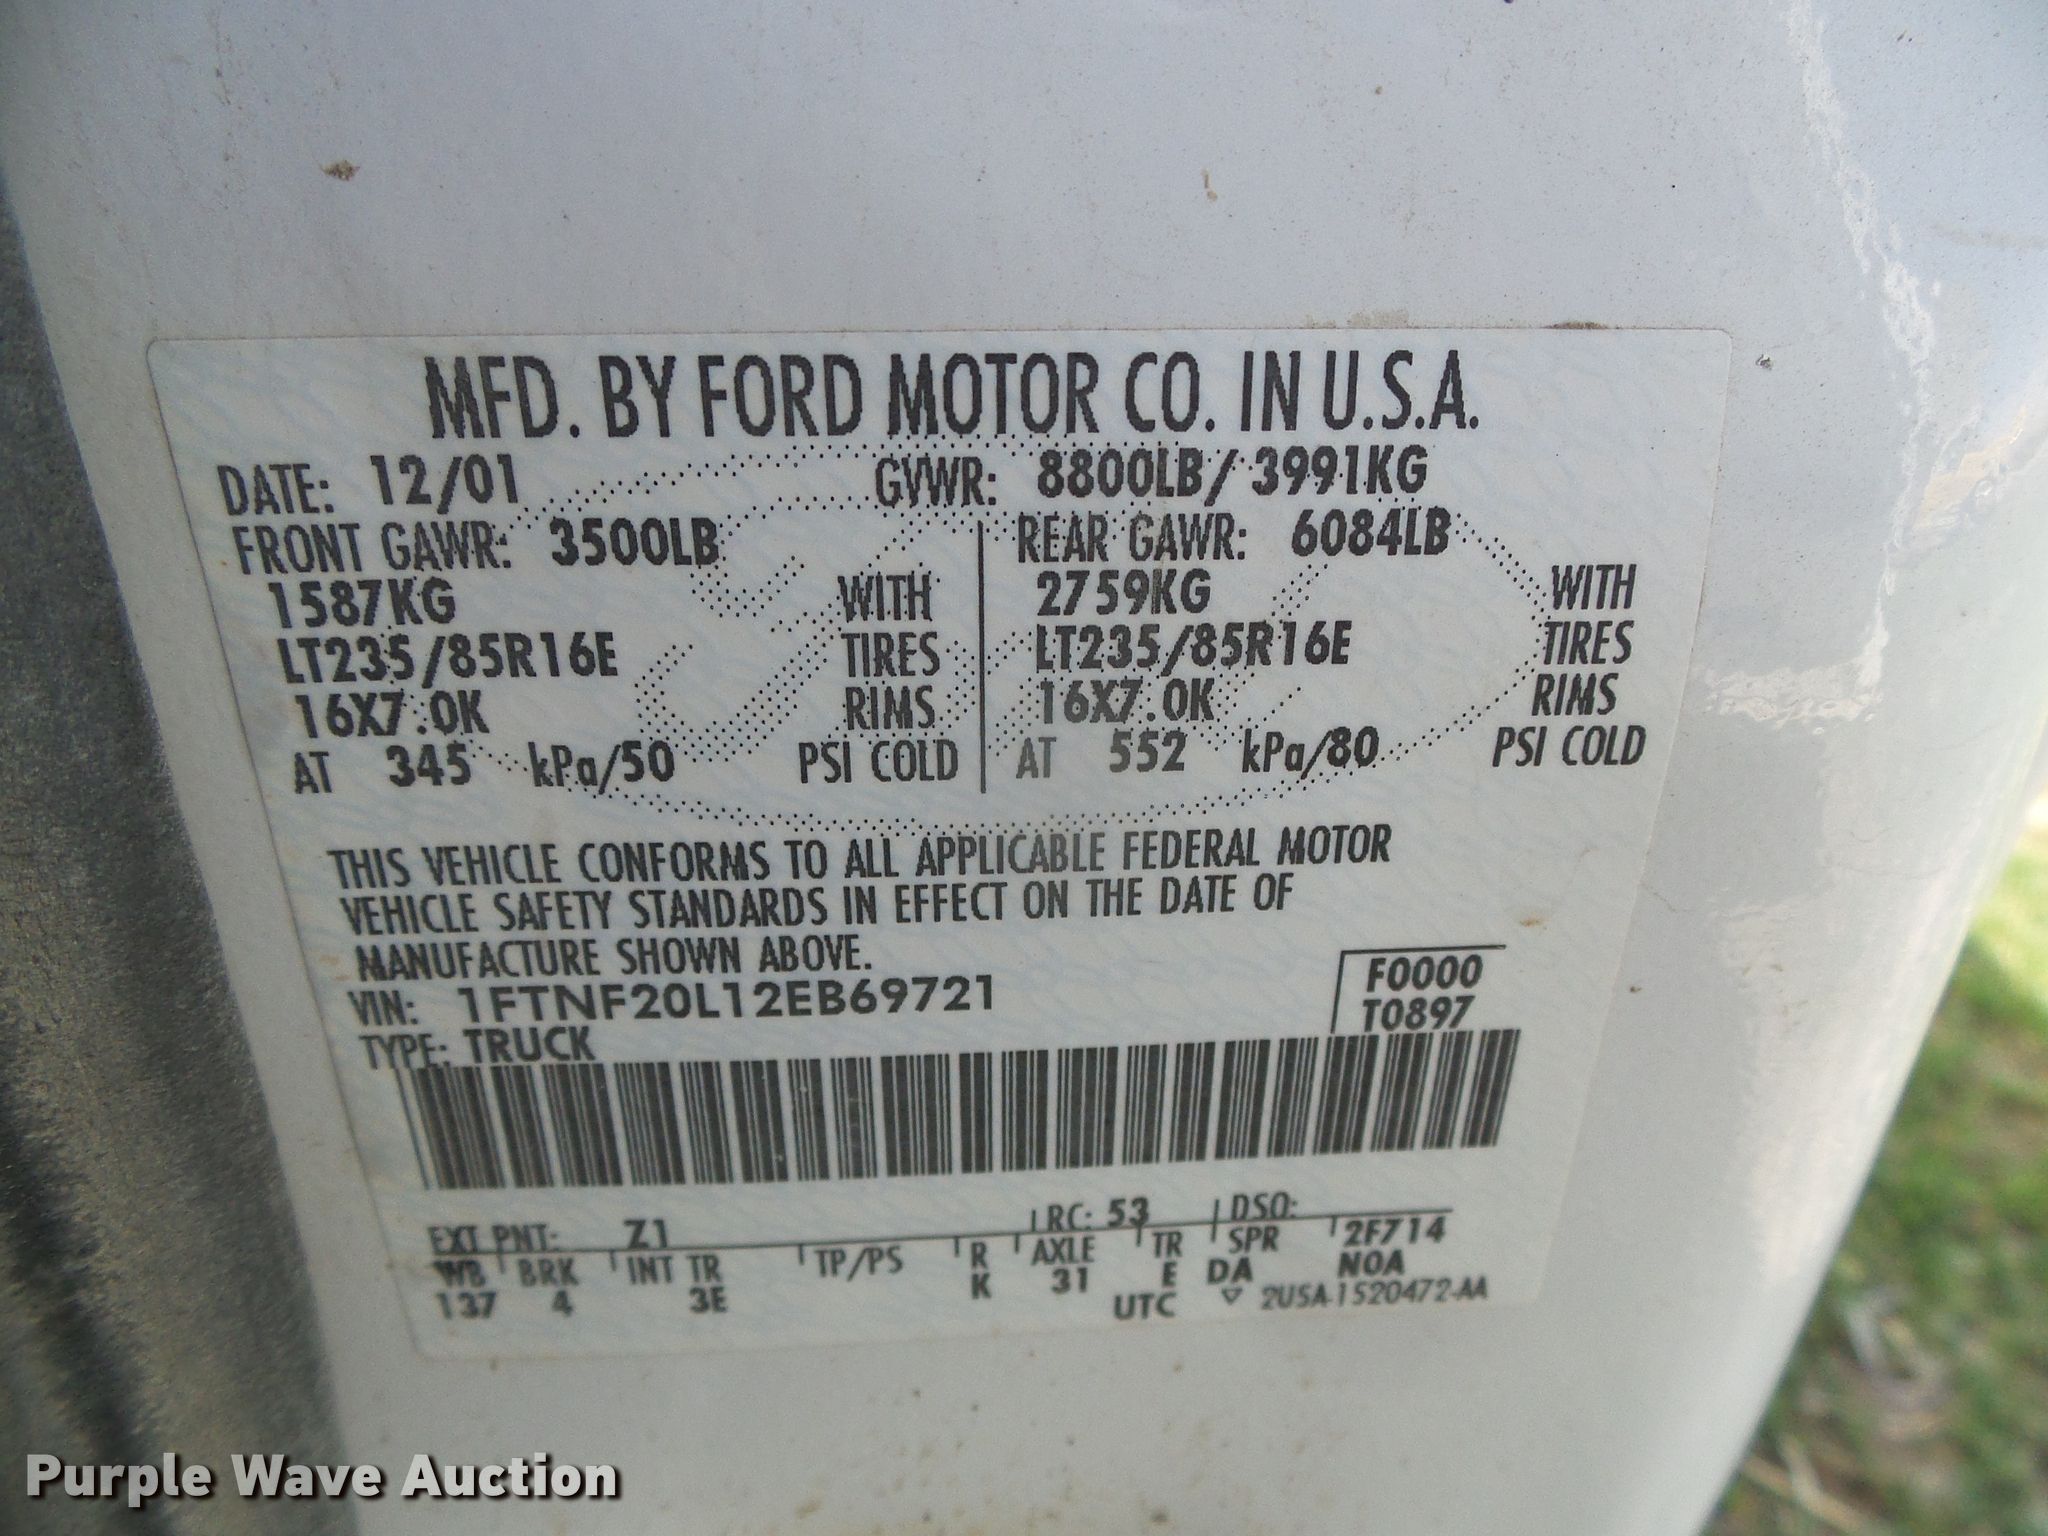 MFD. BY FORD MOTOR CO. IN U.S.A.
DATE: 12/01 GVWR: 8800LB/ 3991KG
FRONT GAWR: 3500LB REAR GAWR: 6084LB
1587KG WITH 2759KG WITH
LT235/85R16E TIRES LT235/85R16E TIRES
16X7.0K RIMS 16X7.0K RIMS
AT 345 kPa/50 PSI COLD AT 552 kPa/80 PSI COLD
THIS VEHICLE CONFORMS TO ALL APPLICABLE FEDERAL MOTOR
VEHICLE SAFETY STANDARDS IN EFFECT ON THE DATE OF
MANUFACTURE SHOWN ABOVE.
VIN: 1FTNF20L12EB69721
TYPE: TRUCK
F0000
T0897
EXT PNT: Z1 RC: 53 DSO:
WB BRK INT TR TP/PS R AXLE TR SPR 2F714
137 4 3E K 31 E DA N0A
UTC ▽ 2USA-1520472-AA
Purple Wave Auction